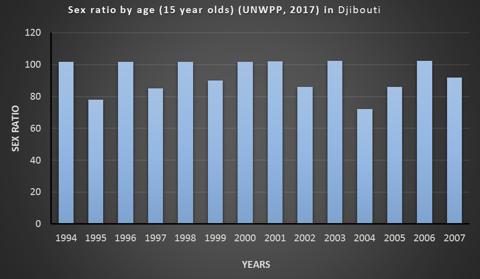 Sex ratio by age (15 year olds) (UNWPP, 2017) in Djibouti
120
100
80
60
40
20
0
SEX RATIO
1994 1995 1996 1997 1998 1999 2000 2001 2002 2003 2004 2005 2006 2007
YEARS